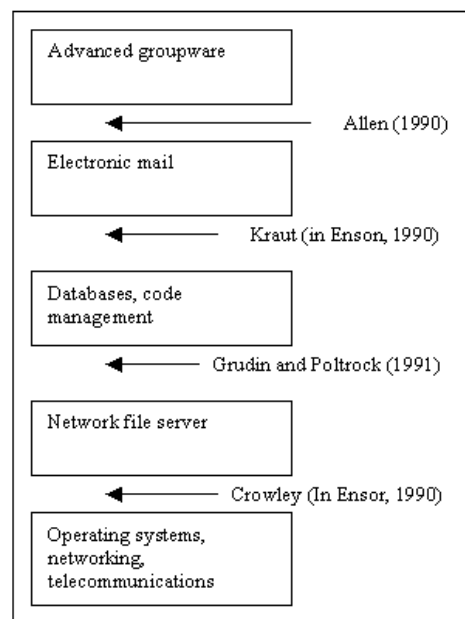 Advanced groupware
Allen (1990)
Electronic mail
Kraut (in Enson, 1990)
Databases, code
management
Grudin and Poltrock (1991)
Network file server
Crowley (In Ensor, 1990)
Operating systems,
networking,
telecommunications